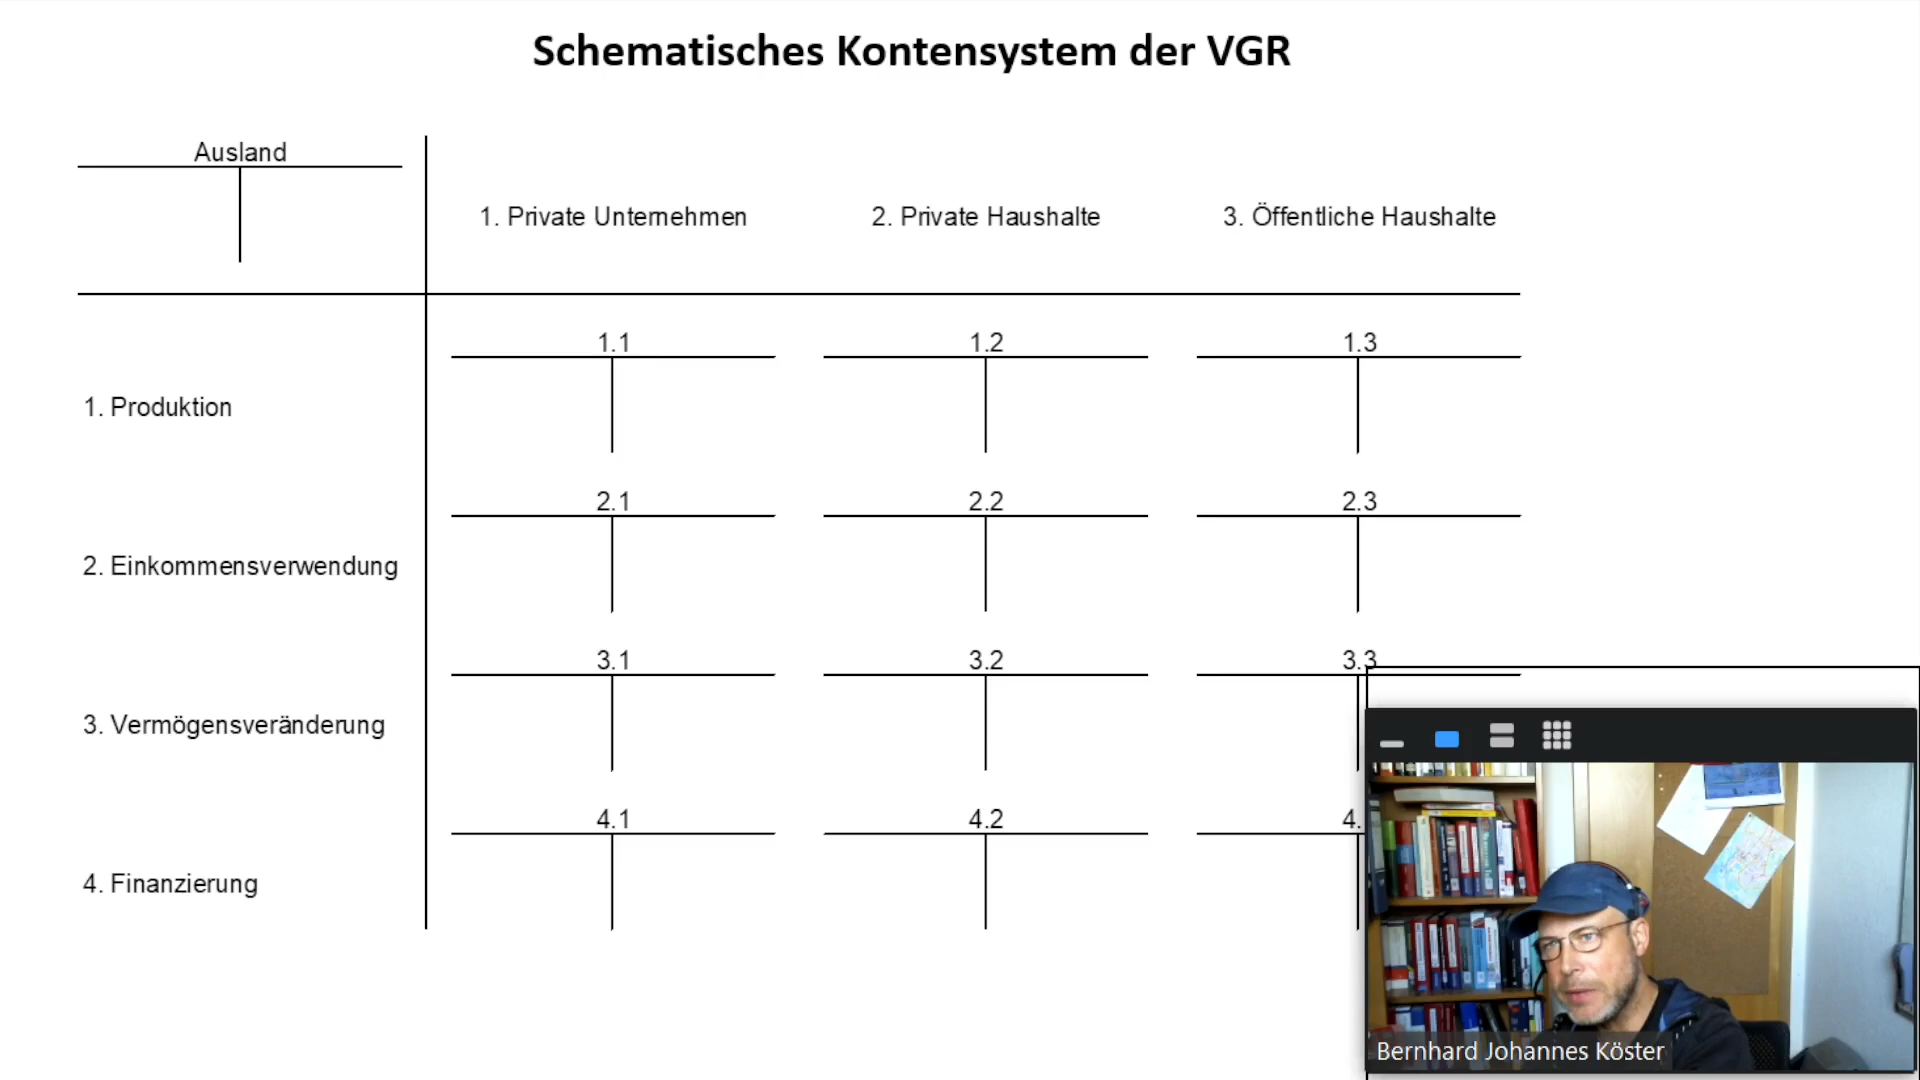 Schematisches Kontensystem der VGR
Ausland
1. Private Unternehmen
2. Private Haushalte
3. Öffentliche Haushalte
1.1
1.2
1.3
1. Produktion
2.1
2.2
2.3
2. Einkommensverwendung
3.1
3.2
3.3
3. Vermögensveränderung
4.1
4.2
4.
4. Finanzierung
Bernhard Johannes Köster